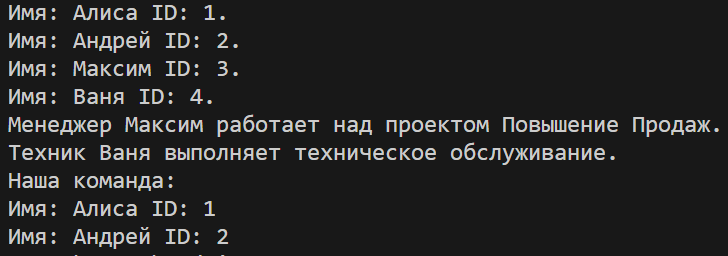 Имя: Алиса ID: 1.
Имя: Андрей ID: 2.
Имя: Максим ID: 3.
Имя: Ваня ID: 4.
Менеджер Максим работает над проектом Повышение Продаж.
Техник Ваня выполняет техническое обслуживание.
Наша команда:
Имя: Алиса ID: 1
Имя: Андрей ID: 2